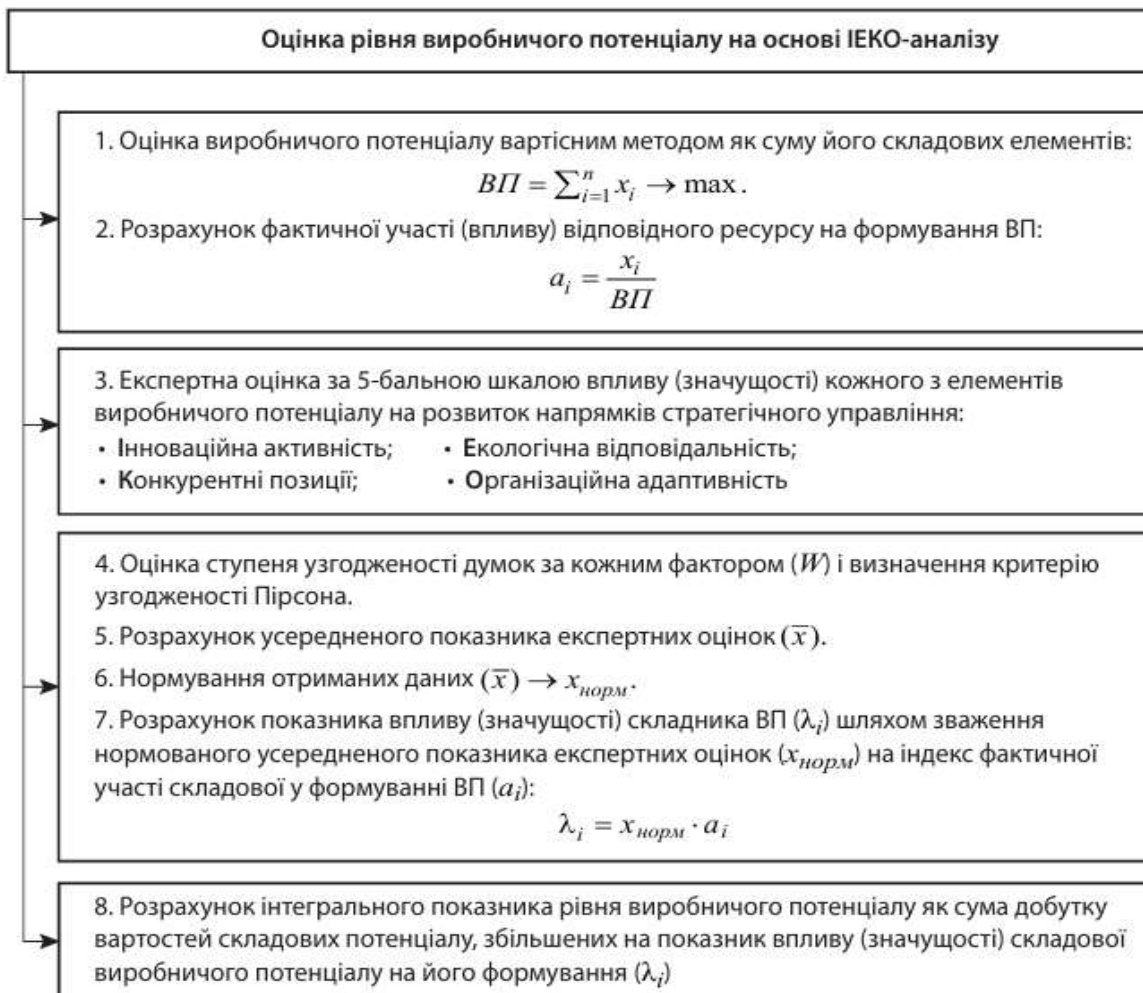 Оцінка рівня виробничого потенціалу на основі ІЕКО-аналізу
1. Оцінка виробничого потенціалу вартісним методом як суму його складових елементів:
ВП = ∑ⁿᵢ₌₁ xᵢ → max.
2. Розрахунок фактичної участі (впливу) відповідного ресурсу на формування ВП:
aᵢ = xᵢ / ВП
3. Експертна оцінка за 5-бальною шкалою впливу (значущості) кожного з елементів
виробничого потенціалу на розвиток напрямків стратегічного управління:
• Інноваційна активність; • Екологічна відповідальність;
• Конкурентні позиції; • Організаційна адаптивність
4. Оцінка ступеня узгодженості думок за кожним фактором (W) і визначення критерію
узгодженості Пірсона.
5. Розрахунок усередненого показника експертних оцінок (x̅).
6. Нормування отриманих даних (x̅) → xнорм.
7. Розрахунок показника впливу (значущості) складника ВП (λᵢ) шляхом зваження
нормованого усередненого показника експертних оцінок (xнорм) на індекс фактичної
участі складової у формуванні ВП (aᵢ):
λᵢ = xнорм · aᵢ
8. Розрахунок інтегрального показника рівня виробничого потенціалу як сума добутку
вартостей складових потенціалу, збільшених на показник впливу (значущості) складової
виробничого потенціалу на його формування (λᵢ)